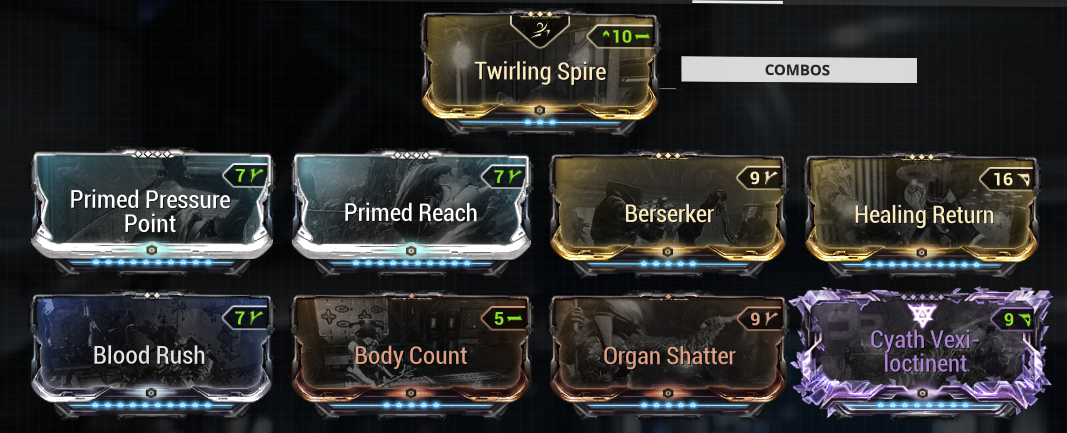 10
Twirling Spire
COMBOS
7
Primed Pressure
Point
7
Primed Reach
9
Berserker
16
Healing Return
7
Blood Rush
5
Body Count
9
Organ Shatter
9
Cyath Vexi-
loctinent